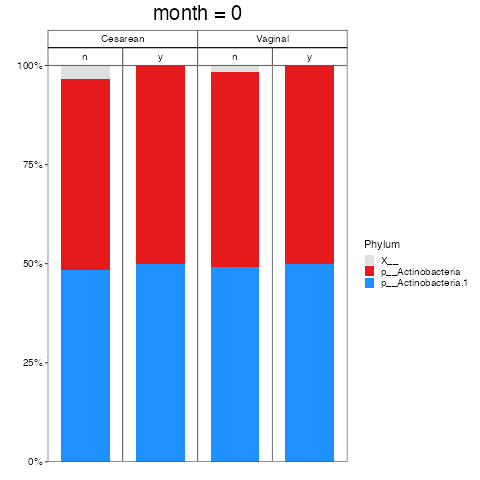 month = 0
Cesarean Vaginal
n y n y
100%
75%
50%
25%
0%
Phylum
X__
p__Actinobacteria
p__Actinobacteria.1